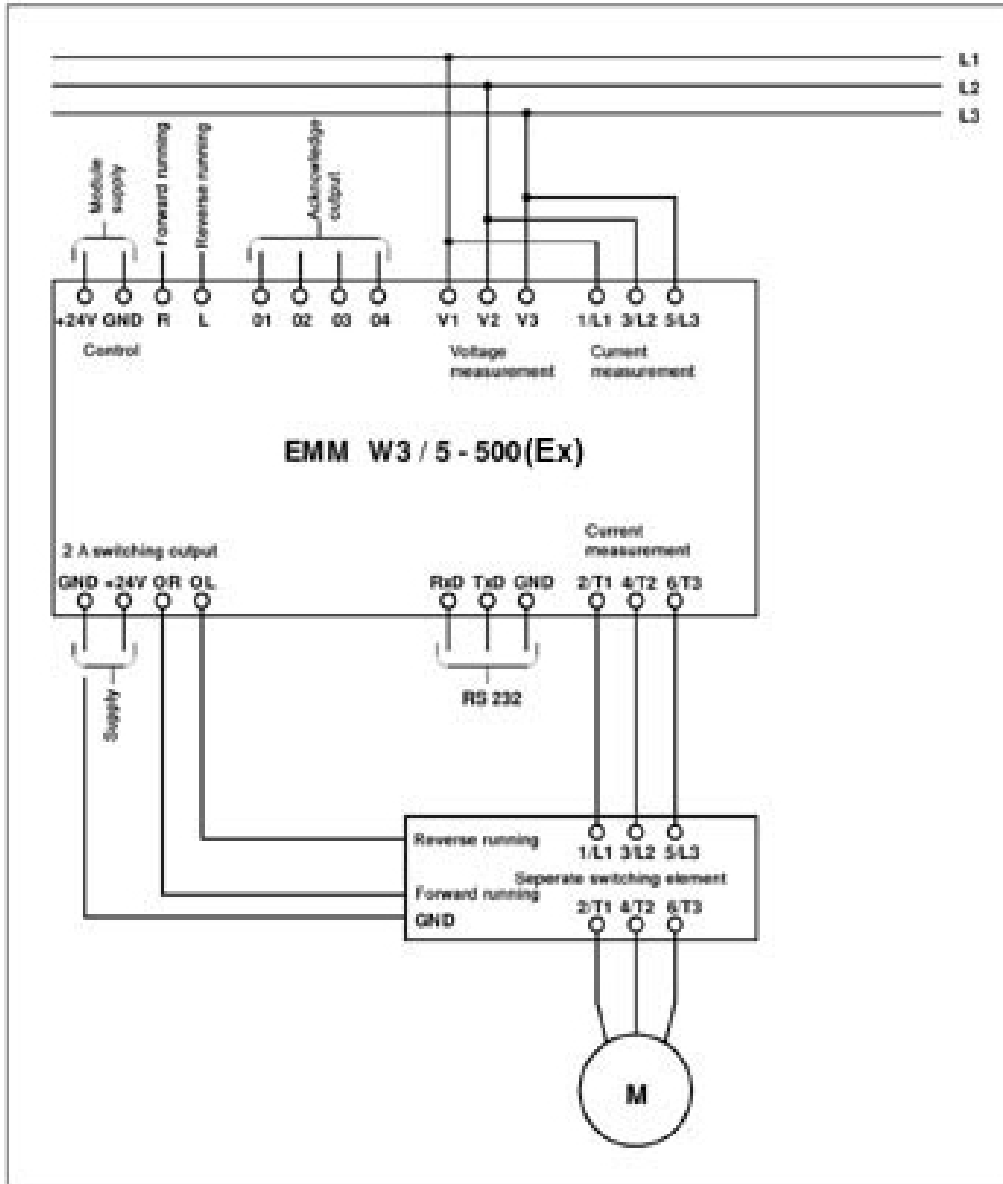 L1
L2
L3
Module supply
Forward running
Reverse running
Acknowledge output
+24V GND R L 01 02 03 04 V1 V2 V3 1/L1 3/L2 5/L3
Control
Voltage measurement
Current measurement
EMM W3 / 5 - 500(Ex)
2 A switching output
Current measurement
GND +24V OR OL RxD TxD GND 2/T1 4/T2 6/T3
Supply
RS 232
Reverse running
1/L1 3/L2 5/L3
Seperate switching element
Forward running
2/T1 4/T2 6/T3
GND
M